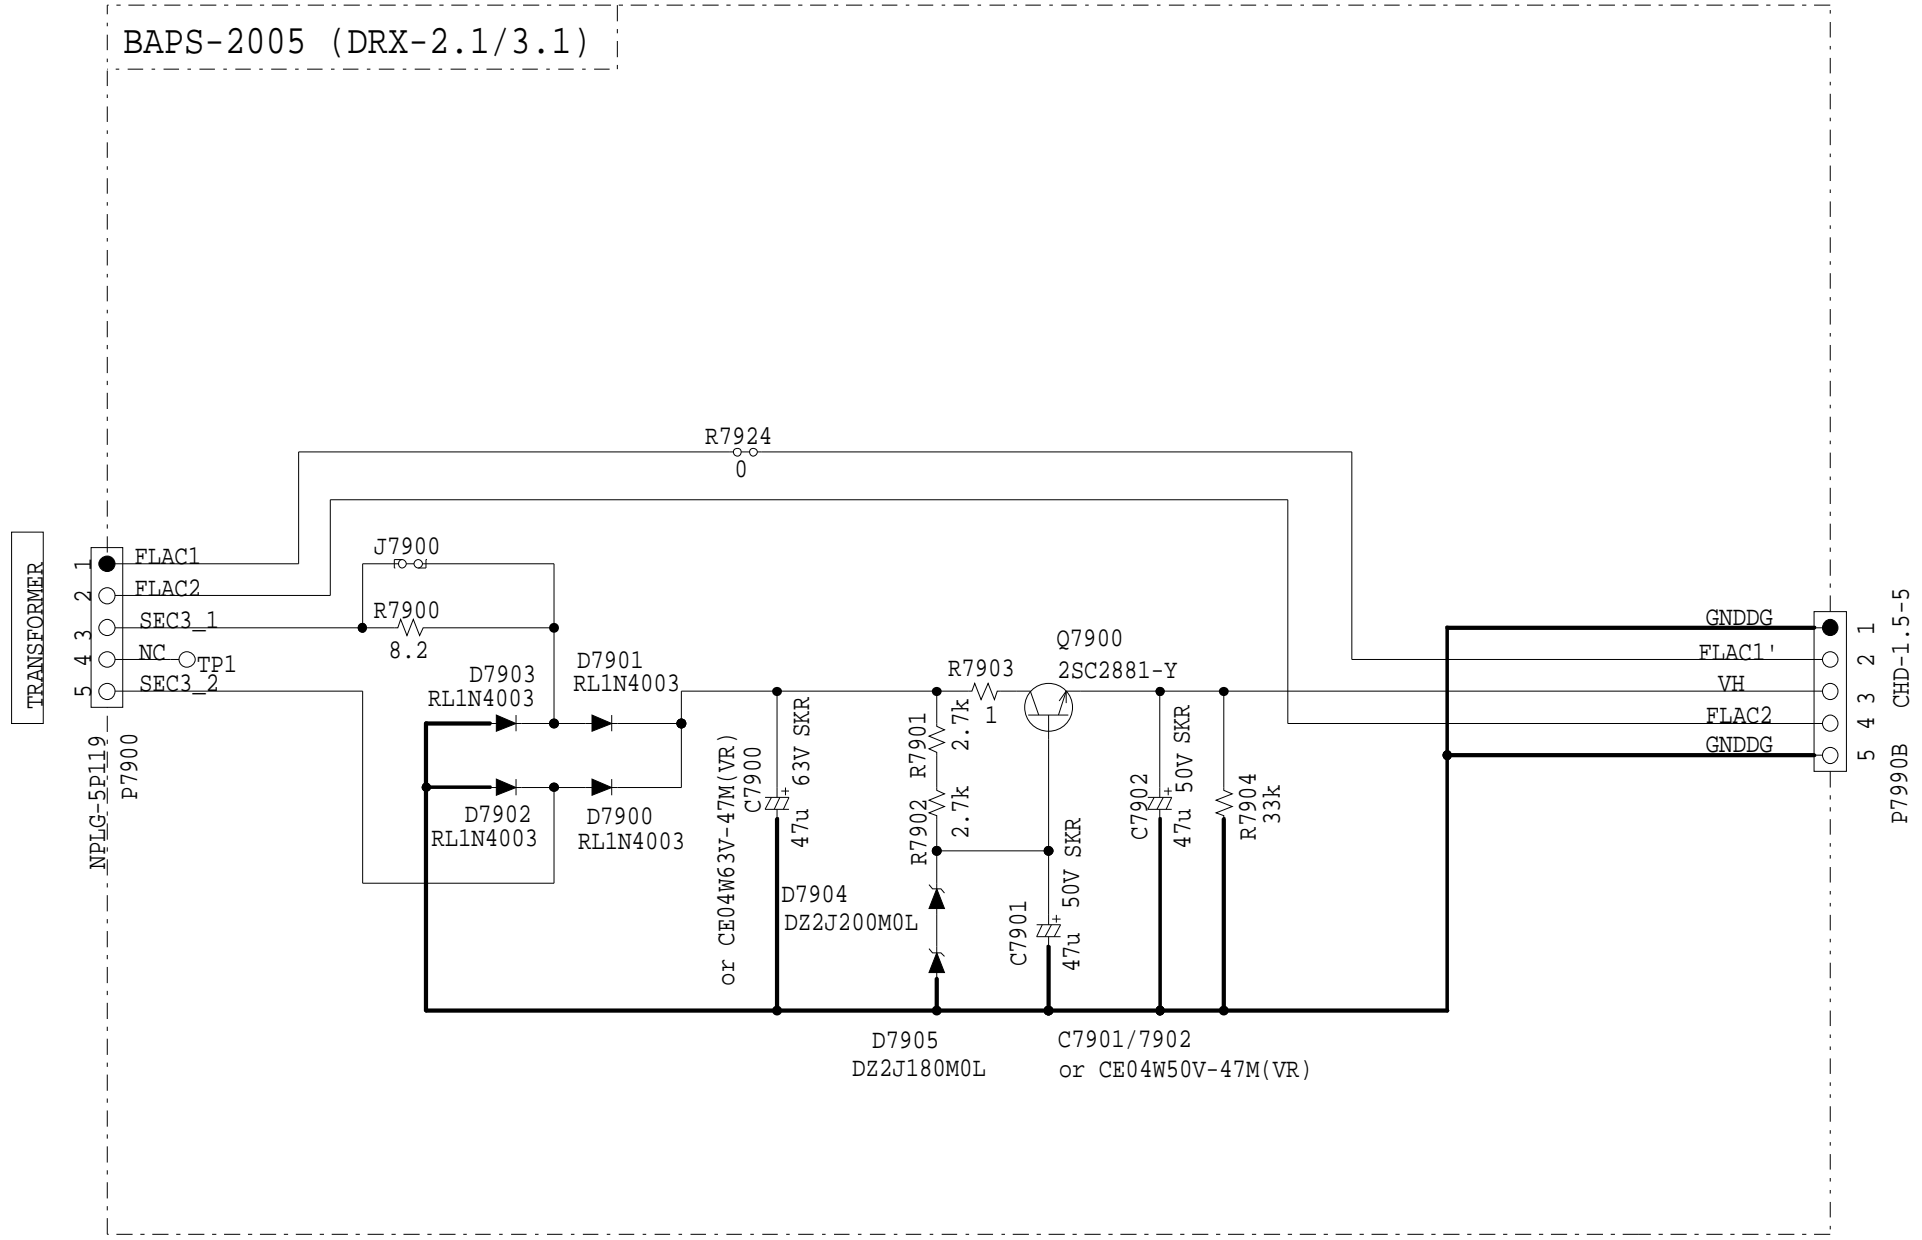 BAPS-2005 (DRX-2.1/3.1)
R7924
0
TRANSFORMER
1
2
3
4
5
FLAC1
FLAC2
SEC3_1
NC
TP1
SEC3_2
NPLG-5P119
P7900
J7900
R7900
8.2
D7903
RL1N4003
D7901
RL1N4003
D7902
RL1N4003
D7900
RL1N4003
or CE04W63V-47M(VR)
C7900
47u 63V SKR
+
R7901
2.7k
R7902
2.7k
R7903
1
Q7900
2SC2881-Y
D7904
DZ2J200M0L
C7901
47u 50V SKR
+
C7902
47u 50V SKR
+
R7904
33k
D7905
DZ2J180M0L
C7901/7902
or CE04W50V-47M(VR)
GNDDG
FLAC1'
VH
FLAC2
GNDDG
1
2
3
4
5
CHD-1.5-5
P7990B